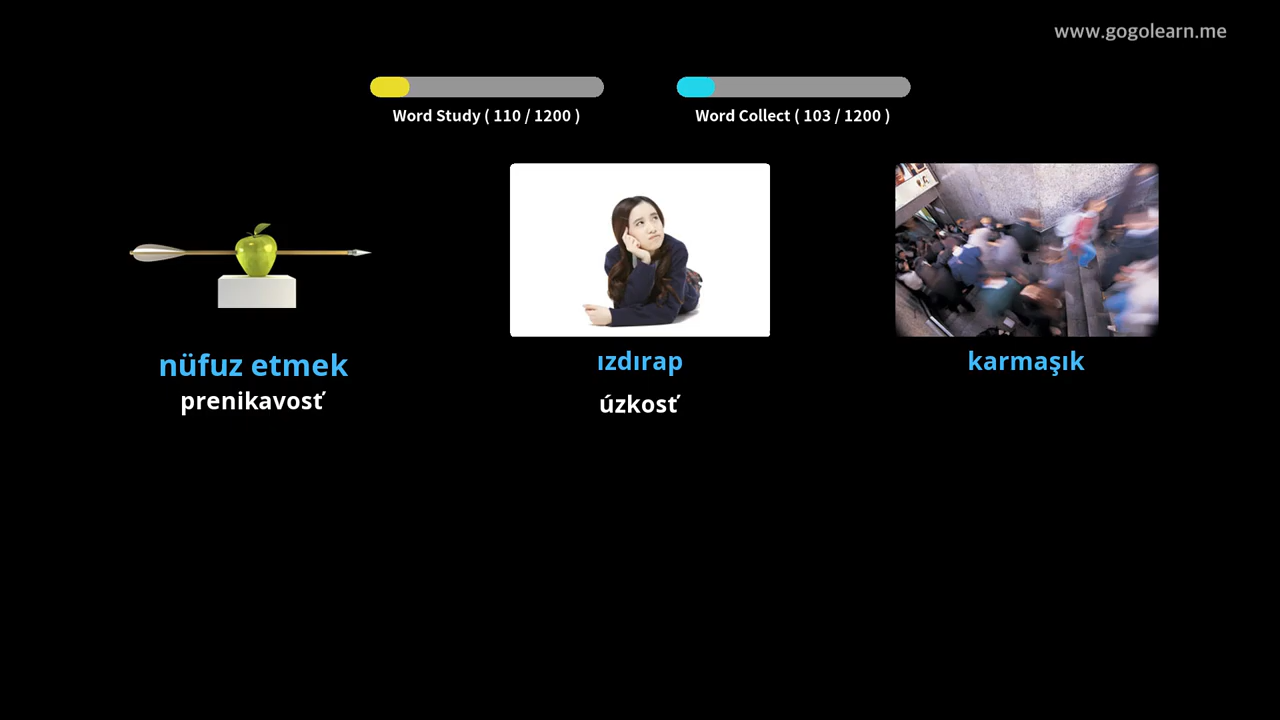 www.gogolearn.me
Word Study ( 110 / 1200 )
Word Collect ( 103 / 1200 )
nüfuz etmek
prenikavosť
ızdırap
úzkosť
karmaşık